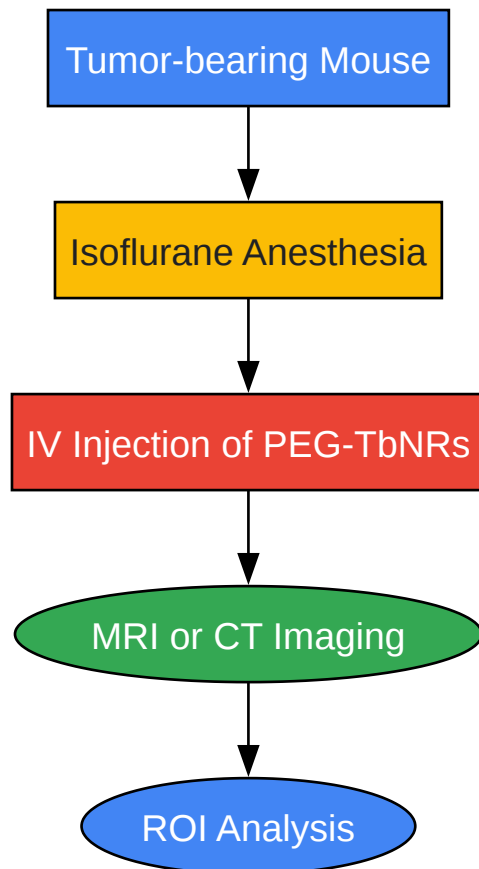 Tumor-bearing Mouse
Isoflurane Anesthesia
IV Injection of PEG-TbNRs
MRI or CT Imaging
ROI Analysis